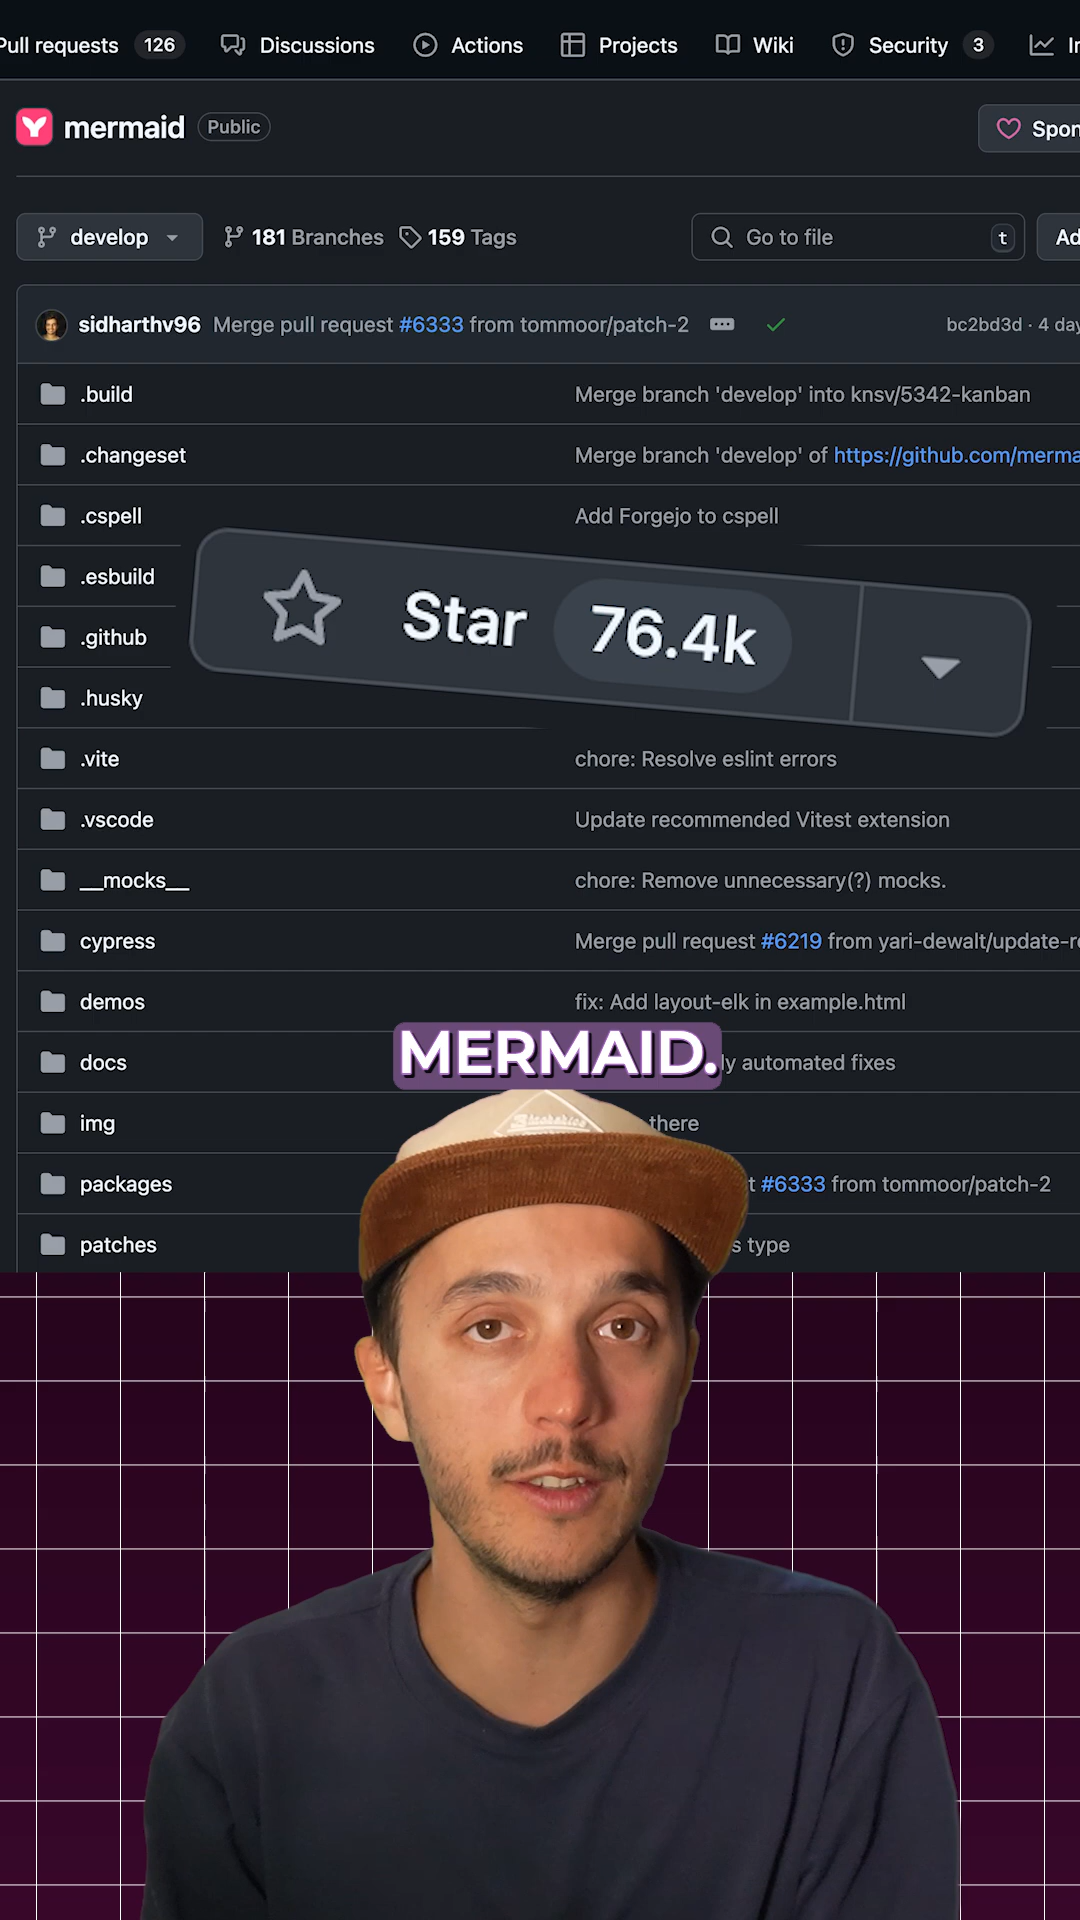 Pull requests 126 Discussions Actions Projects Wiki Security 3
mermaid Public Spon
develop 181 Branches 159 Tags Go to file t Ad
sidharthv96 Merge pull request #6333 from tommoor/patch-2 bc2bd3d · 4 day
.build Merge branch 'develop' into knsv/5342-kanban
.changeset Merge branch 'develop' of https://github.com/merma
.cspell Add Forgejo to cspell
.esbuild
Star 76.4k
.github
.husky
.vite chore: Resolve eslint errors
.vscode Update recommended Vitest extension
__mocks__ chore: Remove unnecessary(?) mocks.
cypress Merge pull request #6219 from yari-dewalt/update-re
demos fix: Add layout-elk in example.html
MERMAID.
docs ly automated fixes
img there
packages t #6333 from tommoor/patch-2
patches s type